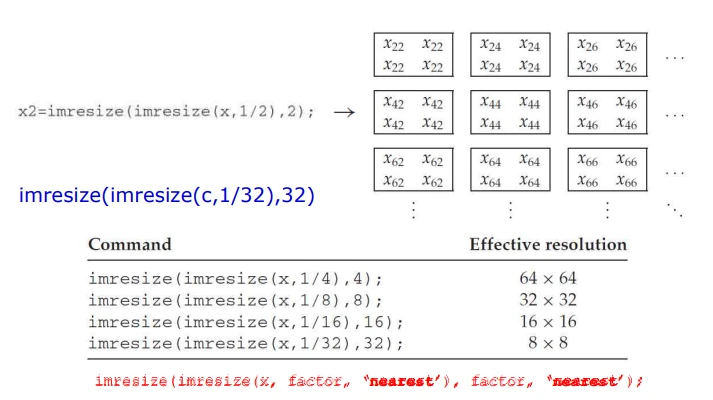 x₂₂ x₂₂ x₂₄ x₂₄ x₂₆ x₂₆ ...
x₂₂ x₂₂ x₂₄ x₂₄ x₂₆ x₂₆
x2=imresize(imresize(x,1/2),2); →
x₄₂ x₄₂ x₄₄ x₄₄ x₄₆ x₄₆ ...
x₄₂ x₄₂ x₄₄ x₄₄ x₄₆ x₄₆
x₆₂ x₆₂ x₆₄ x₆₄ x₆₆ x₆₆ ...
x₆₂ x₆₂ x₆₄ x₆₄ x₆₆ x₆₆
⋮ ⋮ ⋮ ⋱
imresize(imresize(c,1/32),32)
Command Effective resolution
imresize(imresize(x,1/4),4); 64 × 64
imresize(imresize(x,1/8),8); 32 × 32
imresize(imresize(x,1/16),16); 16 × 16
imresize(imresize(x,1/32),32); 8 × 8
imresize(imresize(x, factor, ‘nearest’), factor, ‘nearest’);